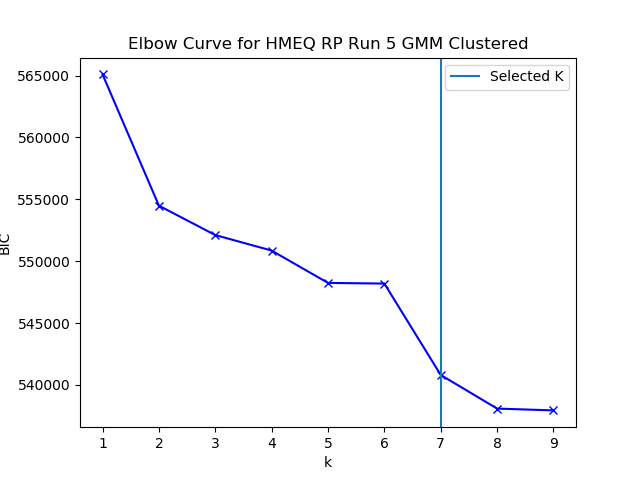 Elbow Curve for HMEQ RP Run 5 GMM Clustered
Selected K
565000
560000
555000
550000
545000
540000
BIC
1 2 3 4 5 6 7 8 9
k